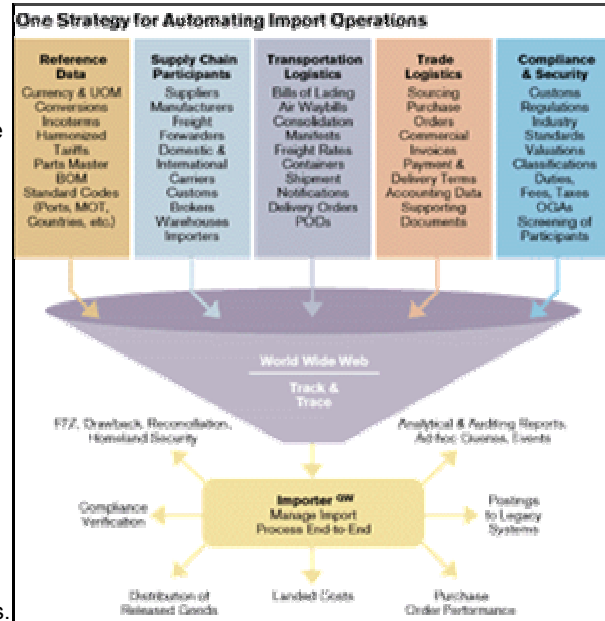 One Strategy for Automating Import Operations
Reference
Data
Currency & UOM
Conversions
Incoterms
Harmonized
Tariffs
Parts Master
BOM
Standard Codes
(Ports, MOT,
Countries, etc.)
Supply Chain
Participants
Suppliers
Manufacturers
Freight
Forwarders
Domestic &
International
Carriers
Customs
Brokers
Warehouses
Importers
Transportation
Logistics
Bills of Lading
Air Waybills
Consolidation
Manifests
Freight Rates
Containers
Shipment
Notifications
Delivery Orders
PODs
Trade
Logistics
Sourcing
Purchase
Orders
Commercial
Invoices
Payment &
Delivery Terms
Accounting Data
Supporting
Documents
Compliance
& Security
Customs
Regulations
Industry
Standards
Valuations
Classifications
Duties,
Fees, Taxes
OGAs
Screening of
Participants
e
World Wide Web
Track &
Trace
FTZ, Drawback, Reconciliation,
Homeland Security
Analytical & Auditing Reports,
Ad hoc Queries, Events
Compliance
Verification
Importer GW
Manage Import
Process End-to-End
Postings
to Legacy
Systems
Distribution of
Released Goods
Landed Costs
Purchase
Order Performance
s.